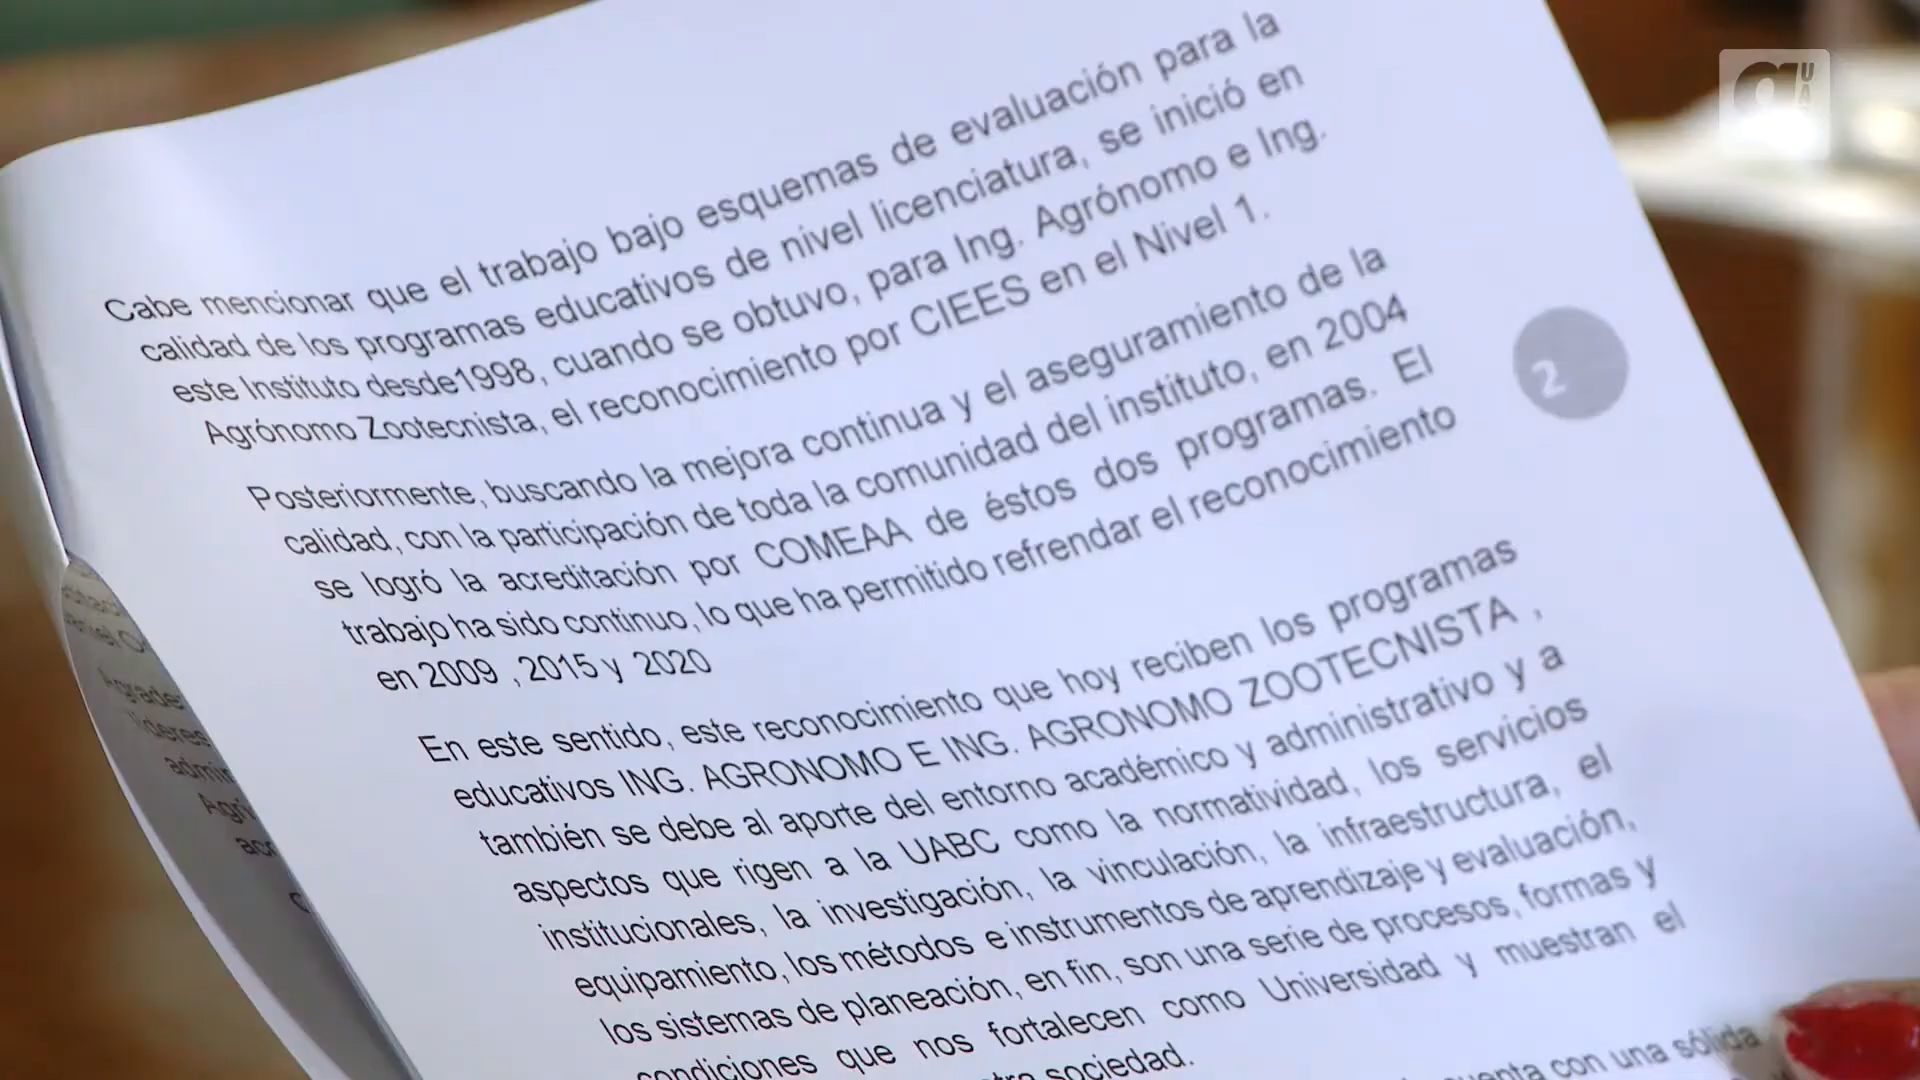 Cabe mencionar que el trabajo bajo esquemas de evaluación para la
calidad de los programas educativos de nivel licenciatura, se inició en
este Instituto desde1998, cuando se obtuvo, para Ing. Agrónomo e Ing.
Agrónomo Zootecnista, el reconocimiento por CIEES en el Nivel 1.
Posteriormente, buscando la mejora continua y el aseguramiento de la
calidad, con la participación de toda la comunidad del instituto, en 2004
se logró la acreditación por COMEAA de éstos dos programas. El
trabajo ha sido continuo, lo que ha permitido refrendar el reconocimiento
en 2009 , 2015 y 2020
2
En este sentido, este reconocimiento que hoy reciben los programas
educativos ING. AGRONOMO E ING. AGRONOMO ZOOTECNISTA ,
también se debe al aporte del entorno académico y administrativo y a
aspectos que rigen a la UABC como la normatividad, los servicios
institucionales, la investigación, la vinculación, la infraestructura, el
equipamiento, los métodos e instrumentos de aprendizaje y evaluación,
los sistemas de planeación, en fin, son una serie de procesos, formas y
condiciones que nos fortalecen como Universidad y muestran el
sociedad.
con una sólida